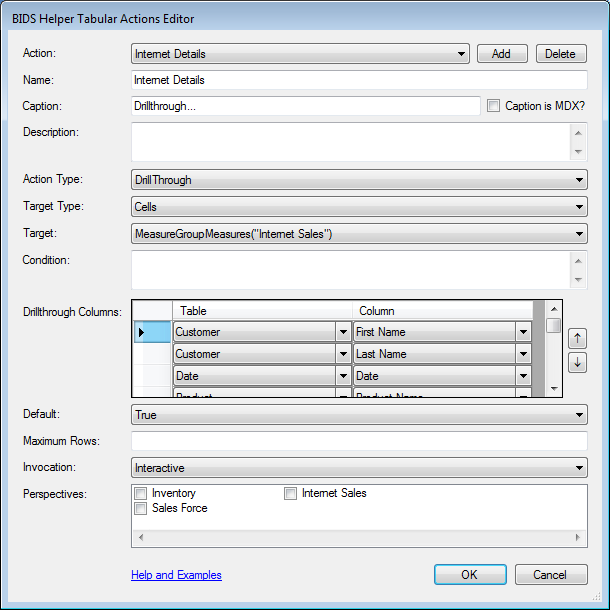 BIDS Helper Tabular Actions Editor
Action: Internet Details Add Delete
Name: Internet Details
Caption: Drillthrough... Caption is MDX?
Description:
Action Type: DrillThrough
Target Type: Cells
Target: MeasureGroupMeasures("Internet Sales")
Condition:
Drillthrough Columns: Table Column
Customer First Name
Customer Last Name
Date Date
Product Product Name
Default: True
Maximum Rows:
Invocation: Interactive
Perspectives: Inventory Internet Sales
Sales Force
Help and Examples OK Cancel